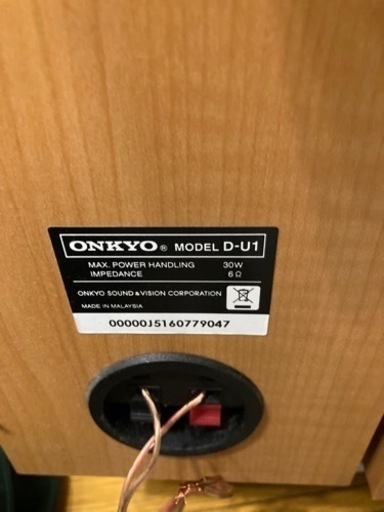 ONKYO® MODEL D-U1
MAX. POWER HANDLING 30W
IMPEDANCE 6Ω
ONKYO SOUND & VISION CORPORATION
MADE IN MALAYSIA
00000J5160779047